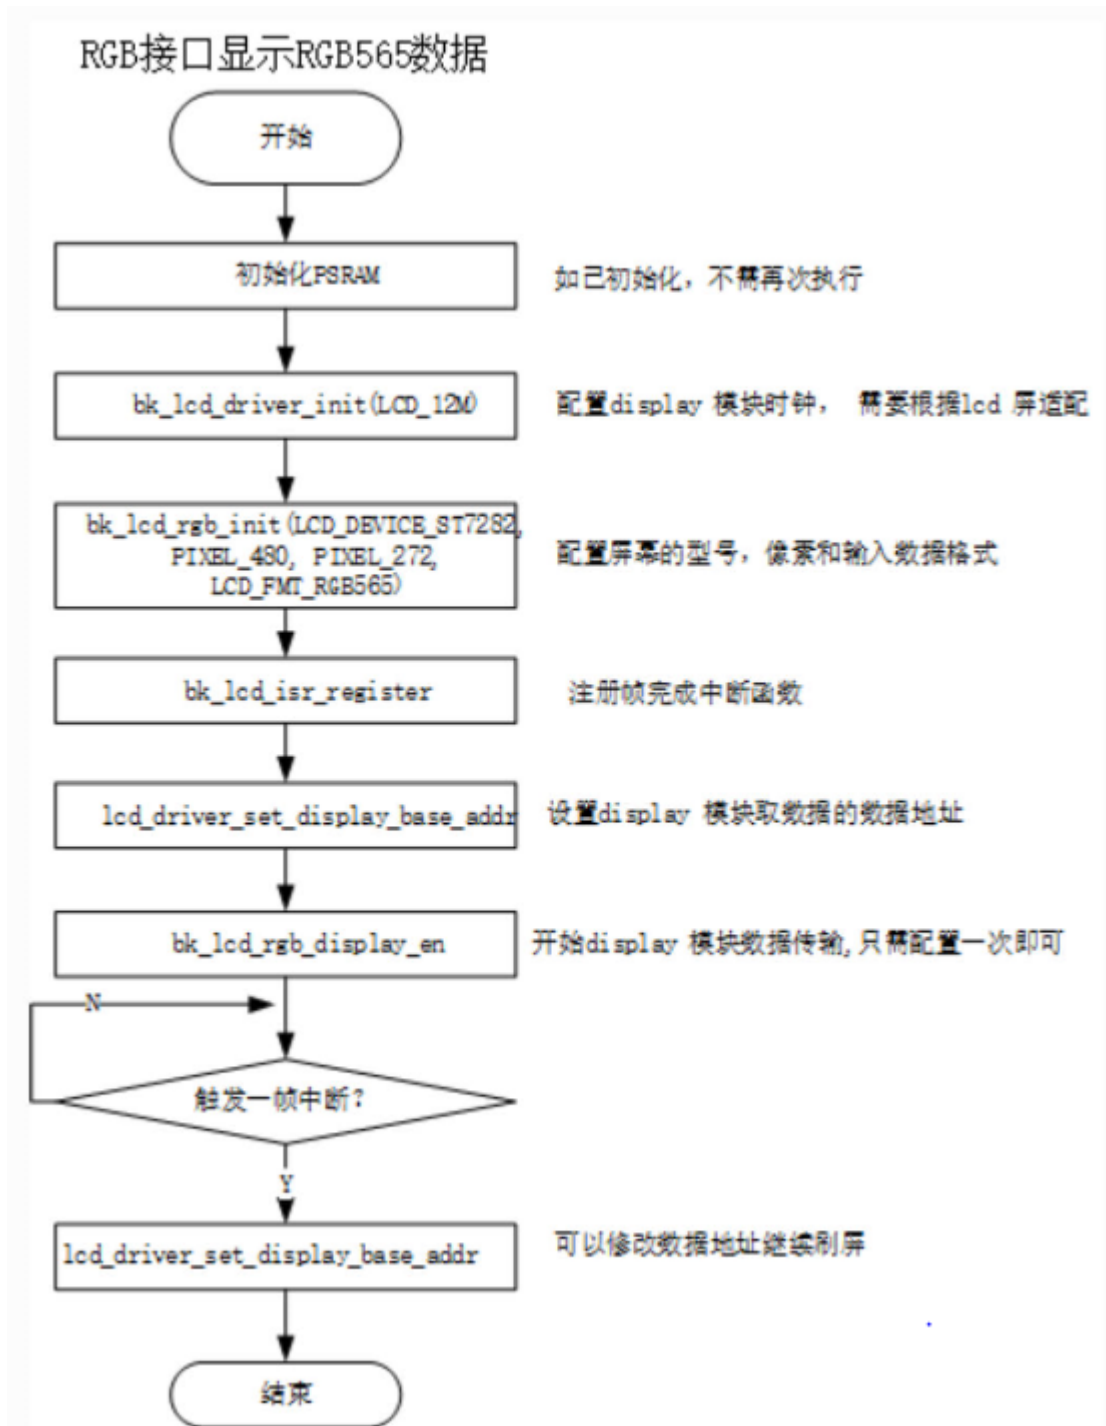 RGB接口显示RGB565数据
开始
初始化PSRAM
如已初始化，不需再次执行
bk_lcd_driver_init(LCD_12M)
配置display 模块时钟， 需要根据lcd 屏适配
bk_lcd_rgb_init(LCD_DEVICE_ST7282,
PIXEL_480, PIXEL_272,
LCD_FMT_RGB565)
配置屏幕的型号，像素和输入数据格式
bk_lcd_isr_register
注册帧完成中断函数
lcd_driver_set_display_base_addr
设置display 模块取数据的数据地址
bk_lcd_rgb_display_en
开始display 模块数据传输,只需配置一次即可
N
触发一帧中断?
Y
lcd_driver_set_display_base_addr
可以修改数据地址继续刷屏
结束